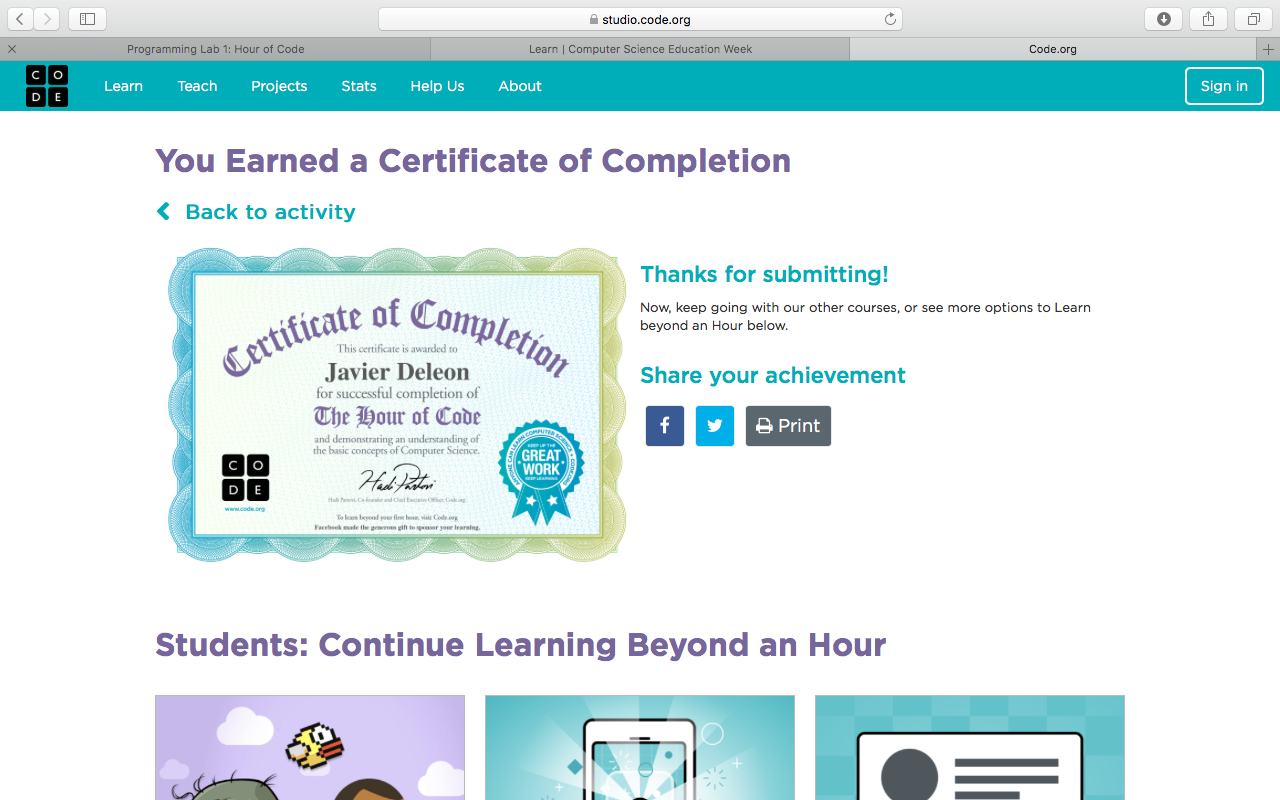 studio.code.org
Programming Lab 1: Hour of Code
Learn | Computer Science Education Week
Code.org
C O
D E
Learn
Teach
Projects
Stats
Help Us
About
Sign in
You Earned a Certificate of Completion
Back to activity
Certificate of Completion
This certificate is awarded to
Javier Deleon
for successful completion of
The Hour of Code
and demonstrating an understanding of
the basic concepts of Computer Science.
Hadi Partovi, Co-founder and Chief Executive Officer, Code.org
To learn beyond your first hour, visit Code.org
Facebook made the generous gift to sponsor your learning.
C O
D E
www.code.org
ANYONE CAN LEARN COMPUTER SCIENCE
KEEP UP THE
GREAT
WORK
KEEP LEARNING
Thanks for submitting!
Now, keep going with our other courses, or see more options to Learn
beyond an Hour below.
Share your achievement
f
Print
Students: Continue Learning Beyond an Hour